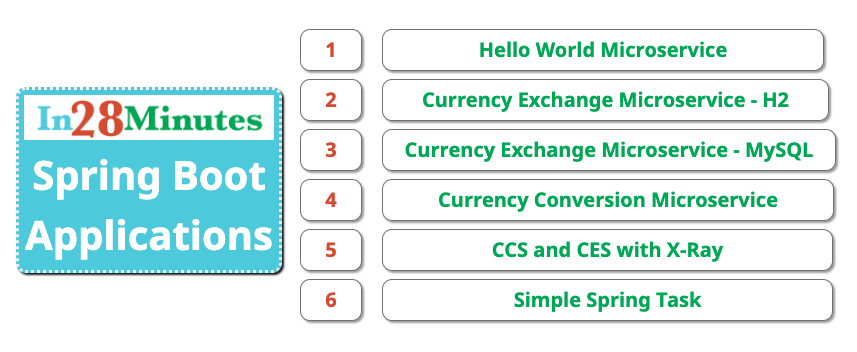 In28Minutes
Spring Boot
Applications
1 Hello World Microservice
2 Currency Exchange Microservice - H2
3 Currency Exchange Microservice - MySQL
4 Currency Conversion Microservice
5 CCS and CES with X-Ray
6 Simple Spring Task